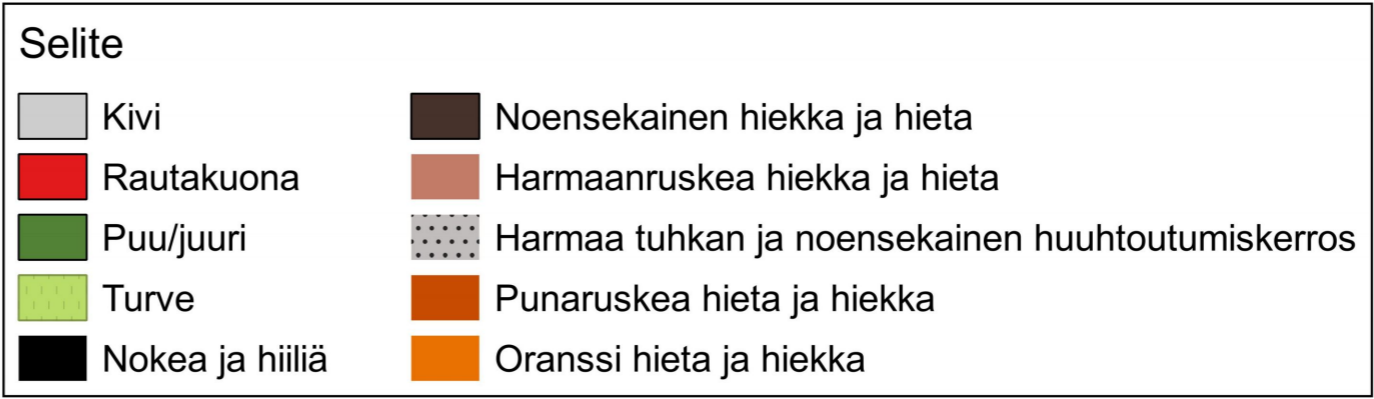 Selite
Kivi
Rautakuona
Puu/juuri
Turve
Nokea ja hiiliä
Noensekainen hiekka ja hieta
Harmaanruskea hiekka ja hieta
Harmaa tuhkan ja noensekainen huuhtoutumiskerros
Punaruskea hieta ja hiekka
Oranssi hieta ja hiekka